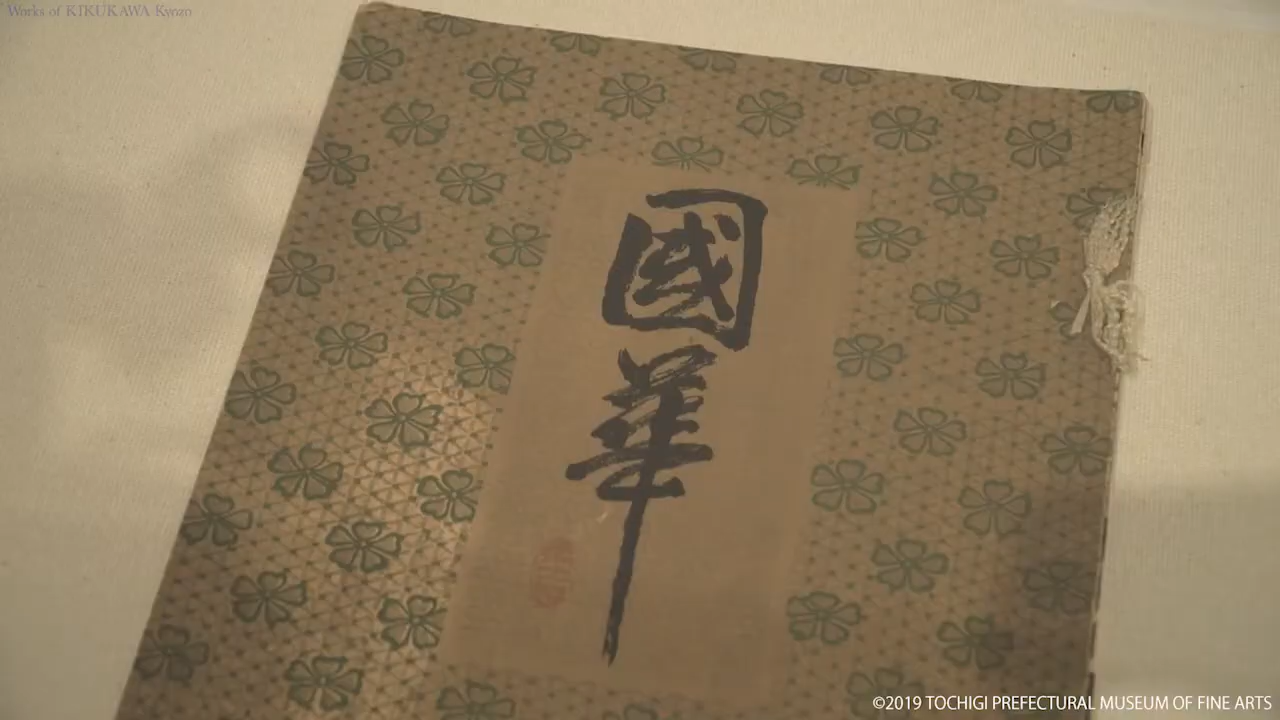 Works of KIKUKAWA Kyozo
國華
©2019 TOCHIGI PREFECTURAL MUSEUM OF FINE ARTS